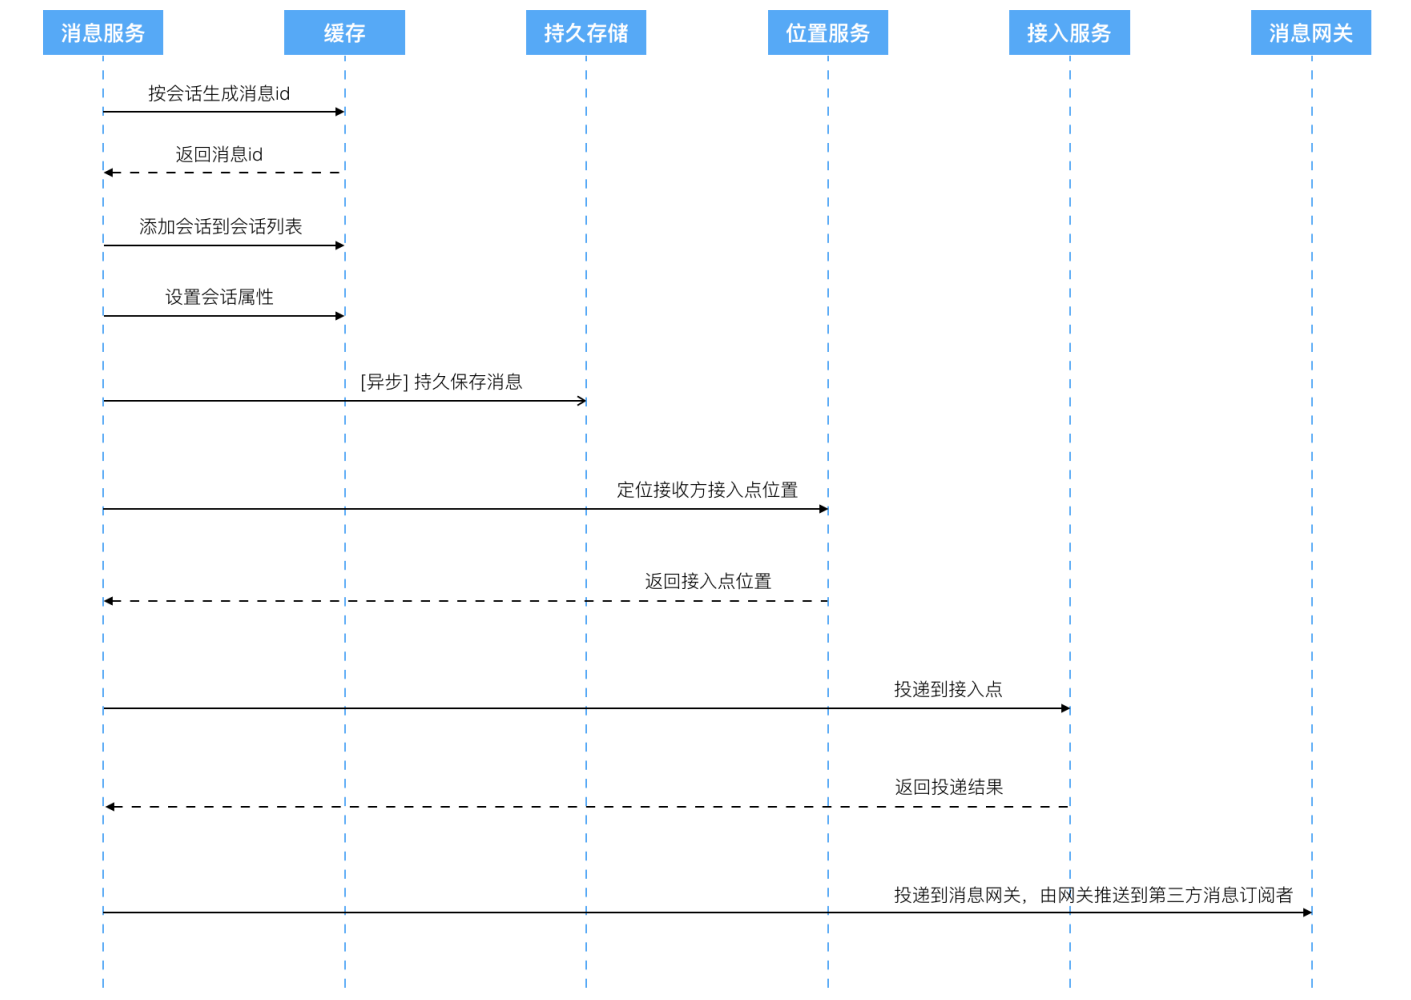 消息服务
缓存
持久存储
位置服务
接入服务
消息网关
按会话生成消息id
返回消息id
添加会话到会话列表
设置会话属性
[异步] 持久保存消息
定位接收方接入点位置
返回接入点位置
投递到接入点
返回投递结果
投递到消息网关，由网关推送到第三方消息订阅者